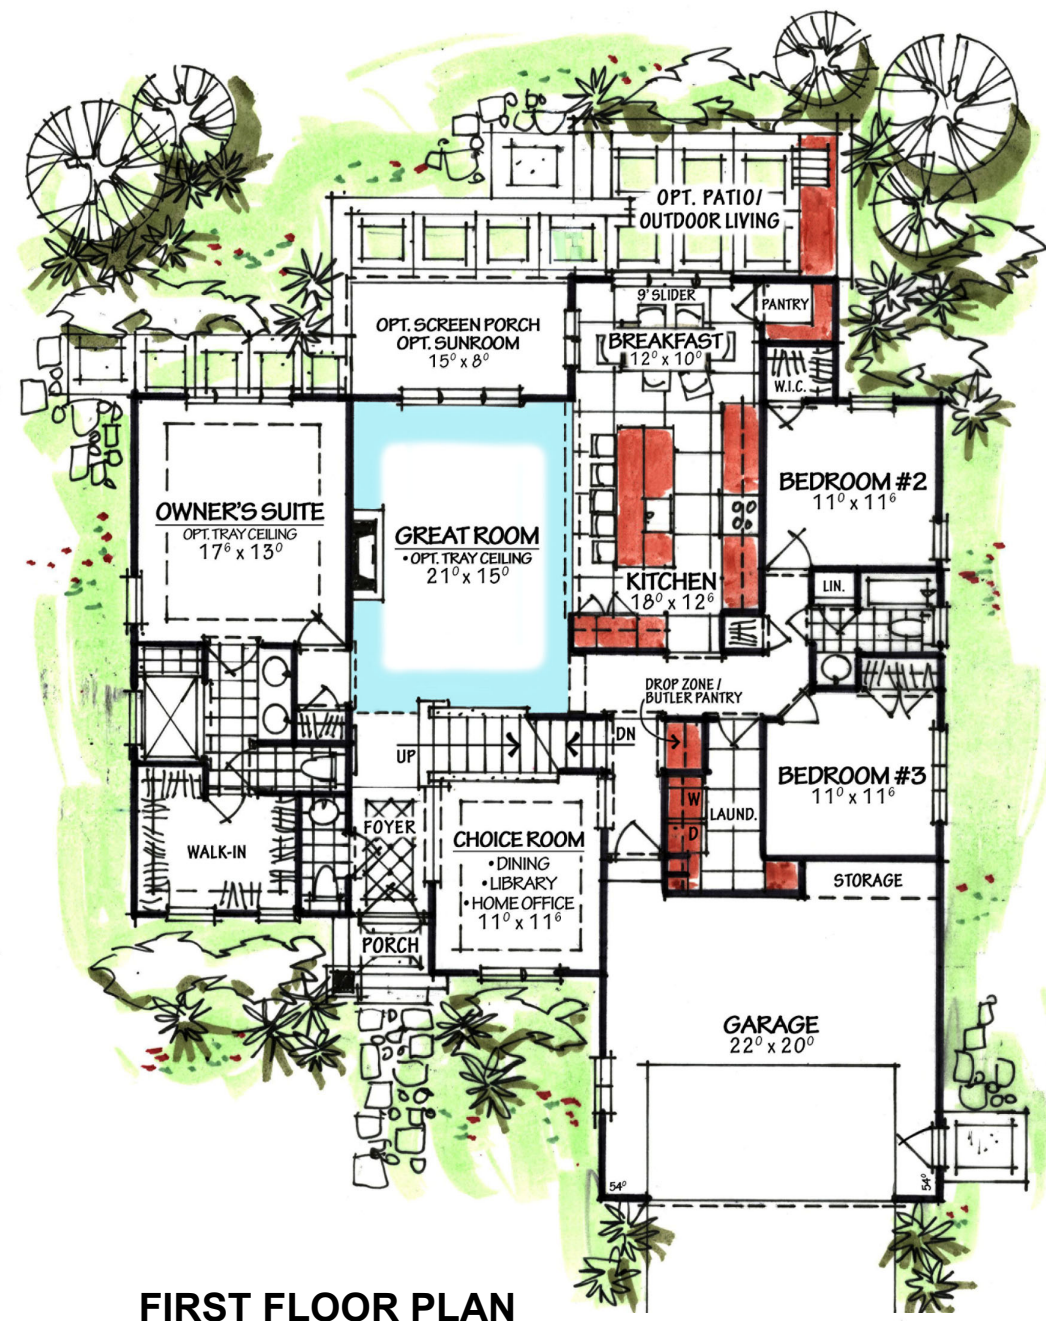 OPT. PATIO/
OUTDOOR LIVING
9' SLIDER
PANTRY
OPT. SCREEN PORCH
OPT. SUNROOM
15⁰ x 8⁰
BREAKFAST
12⁰ x 10⁰
W.I.C.
OWNER'S SUITE
OPT. TRAY CEILING
17⁶ x 13⁰
GREAT ROOM
• OPT. TRAY CEILING
21⁰ x 15⁰
BEDROOM #2
11⁰ x 11⁶
KITCHEN
18⁰ x 12⁶
LIN.
DROP ZONE /
BUTLER PANTRY
UP
DN
BEDROOM #3
11⁰ x 11⁶
W
D
LAUND.
FOYER
WALK-IN
CHOICE ROOM
• DINING
• LIBRARY
• HOME OFFICE
11⁰ x 11⁶
STORAGE
PORCH
GARAGE
22⁰ x 20⁰
54⁰
54⁰
FIRST FLOOR PLAN